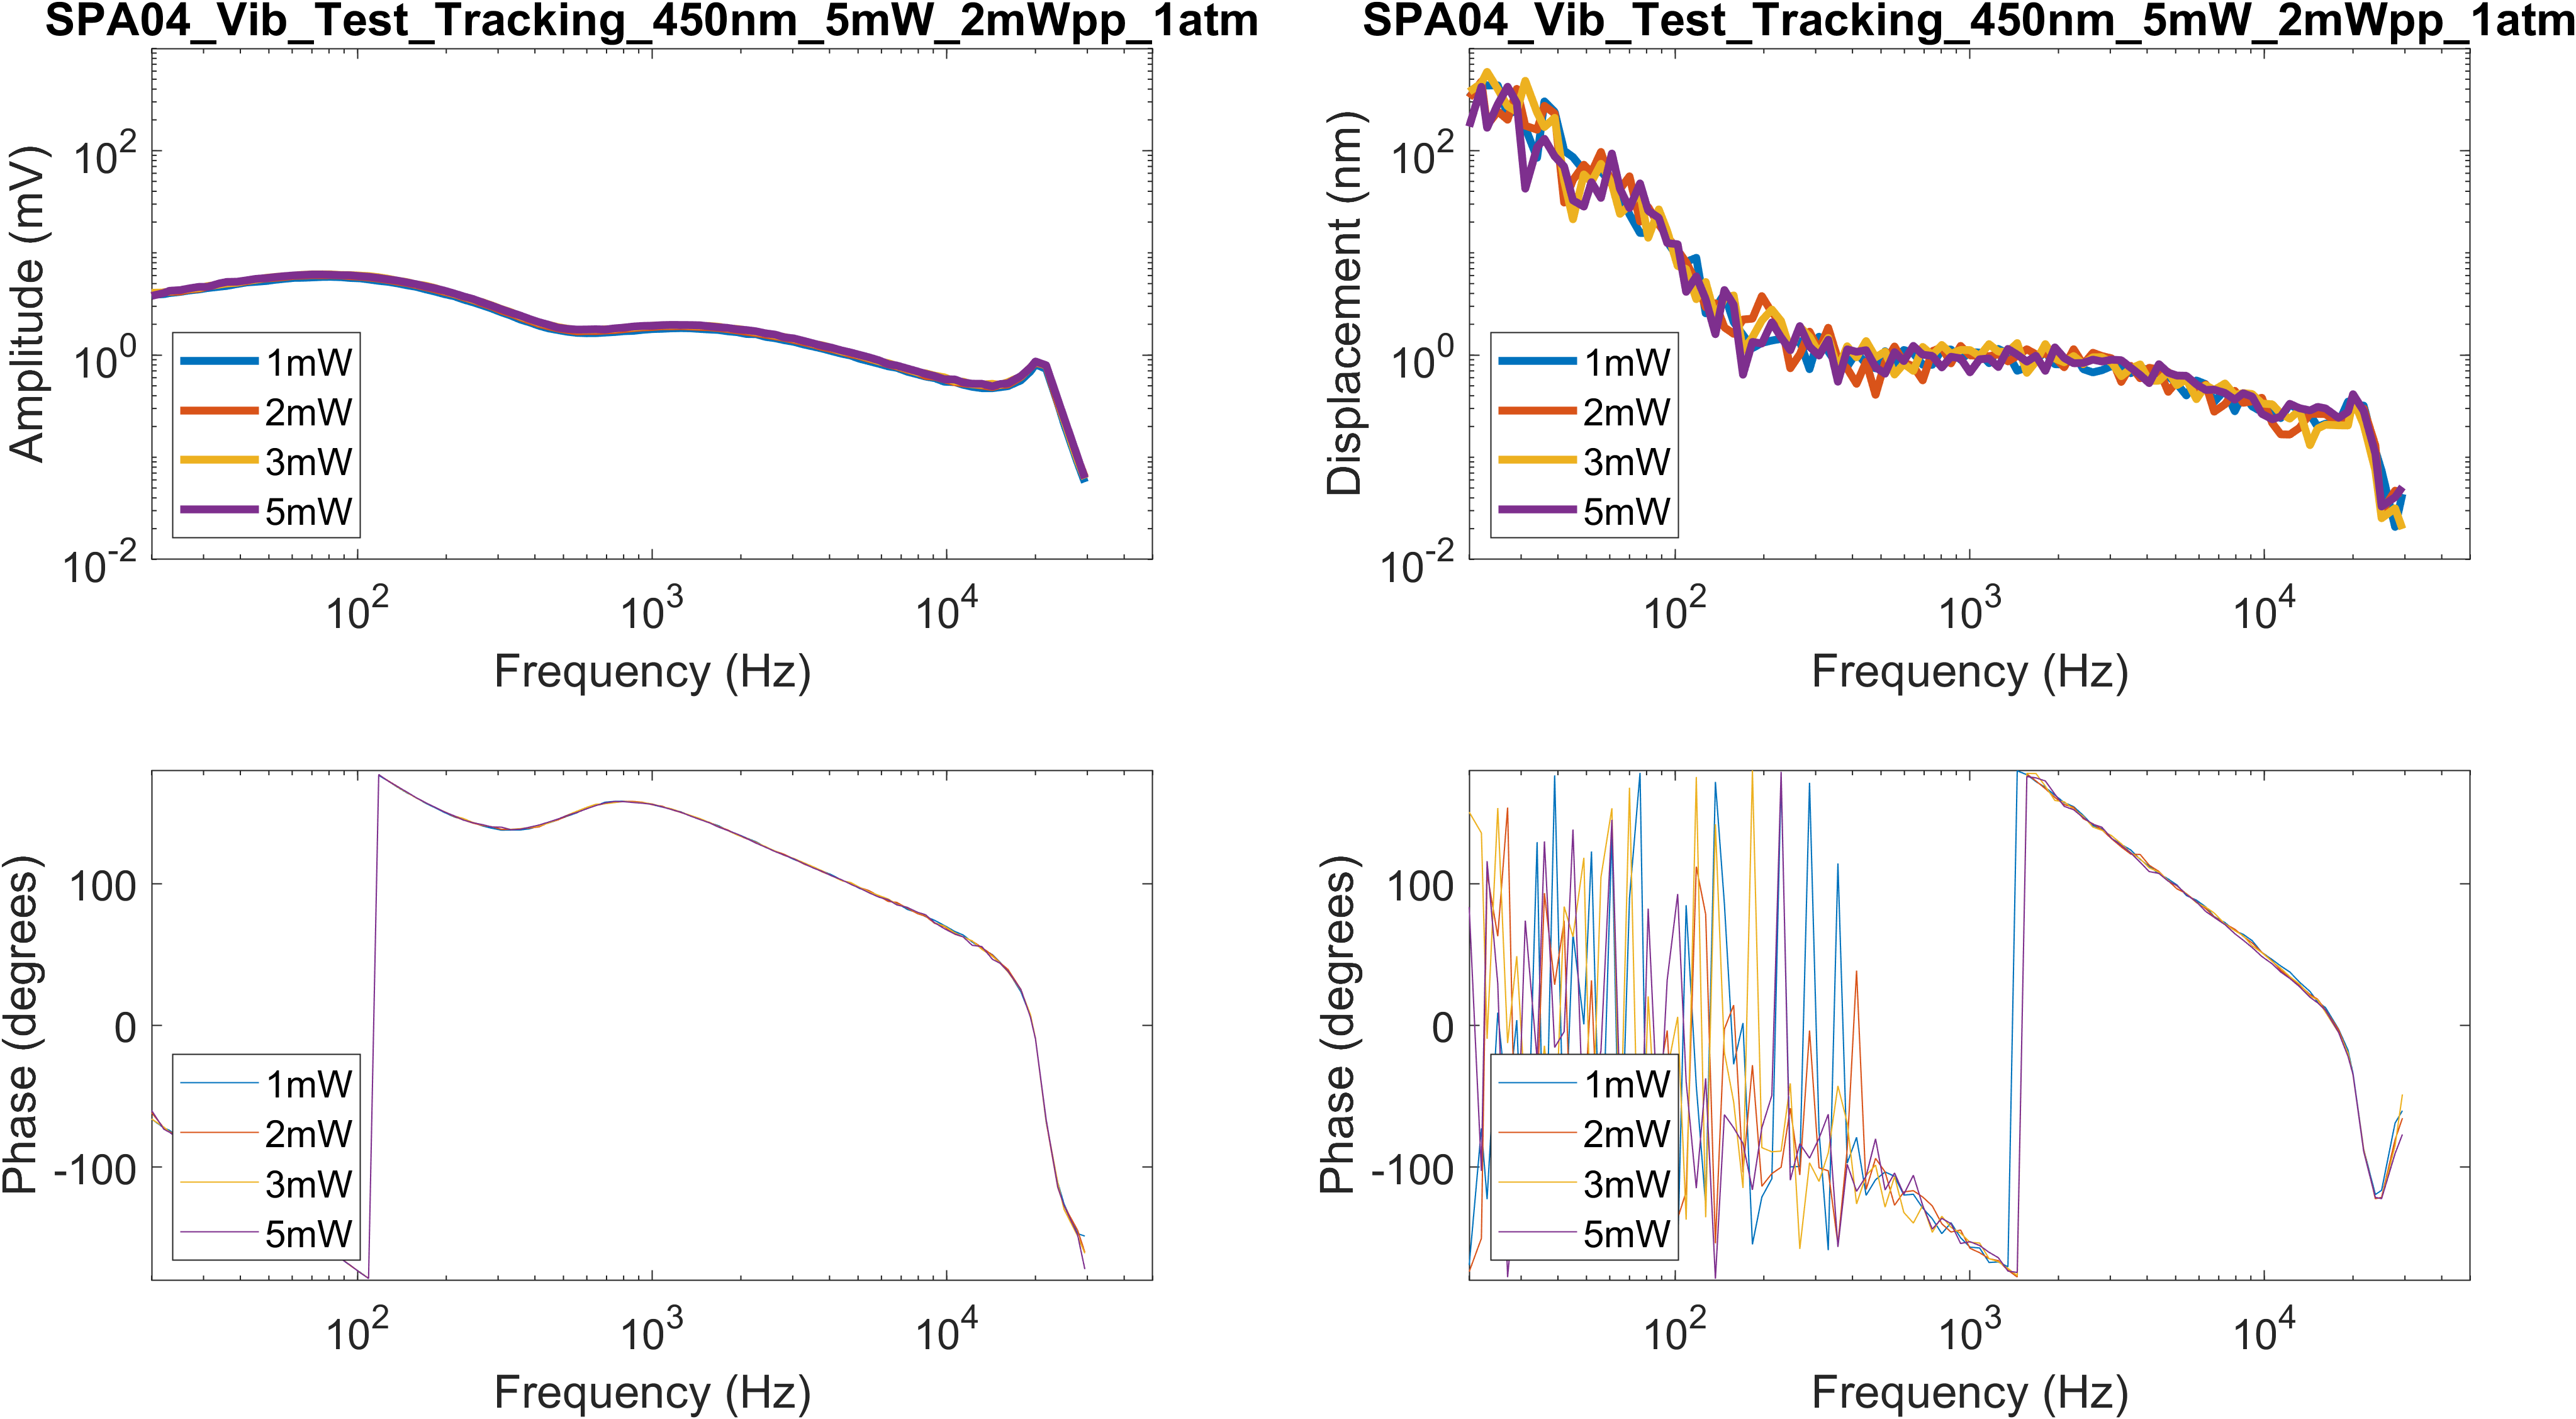 SPA04_Vib_Test_Tracking_450nm_5mW_2mWpp_1atm
Amplitude (mV)
10^2
10^0
10^-2
1mW
2mW
3mW
5mW
10^2 10^3 10^4
Frequency (Hz)
SPA04_Vib_Test_Tracking_450nm_5mW_2mWpp_1atm
Displacement (nm)
10^2
10^0
10^-2
1mW
2mW
3mW
5mW
10^2 10^3 10^4
Frequency (Hz)
Phase (degrees)
100
0
-100
1mW
2mW
3mW
5mW
10^2 10^3 10^4
Frequency (Hz)
Phase (degrees)
100
0
-100
1mW
2mW
3mW
5mW
10^2 10^3 10^4
Frequency (Hz)